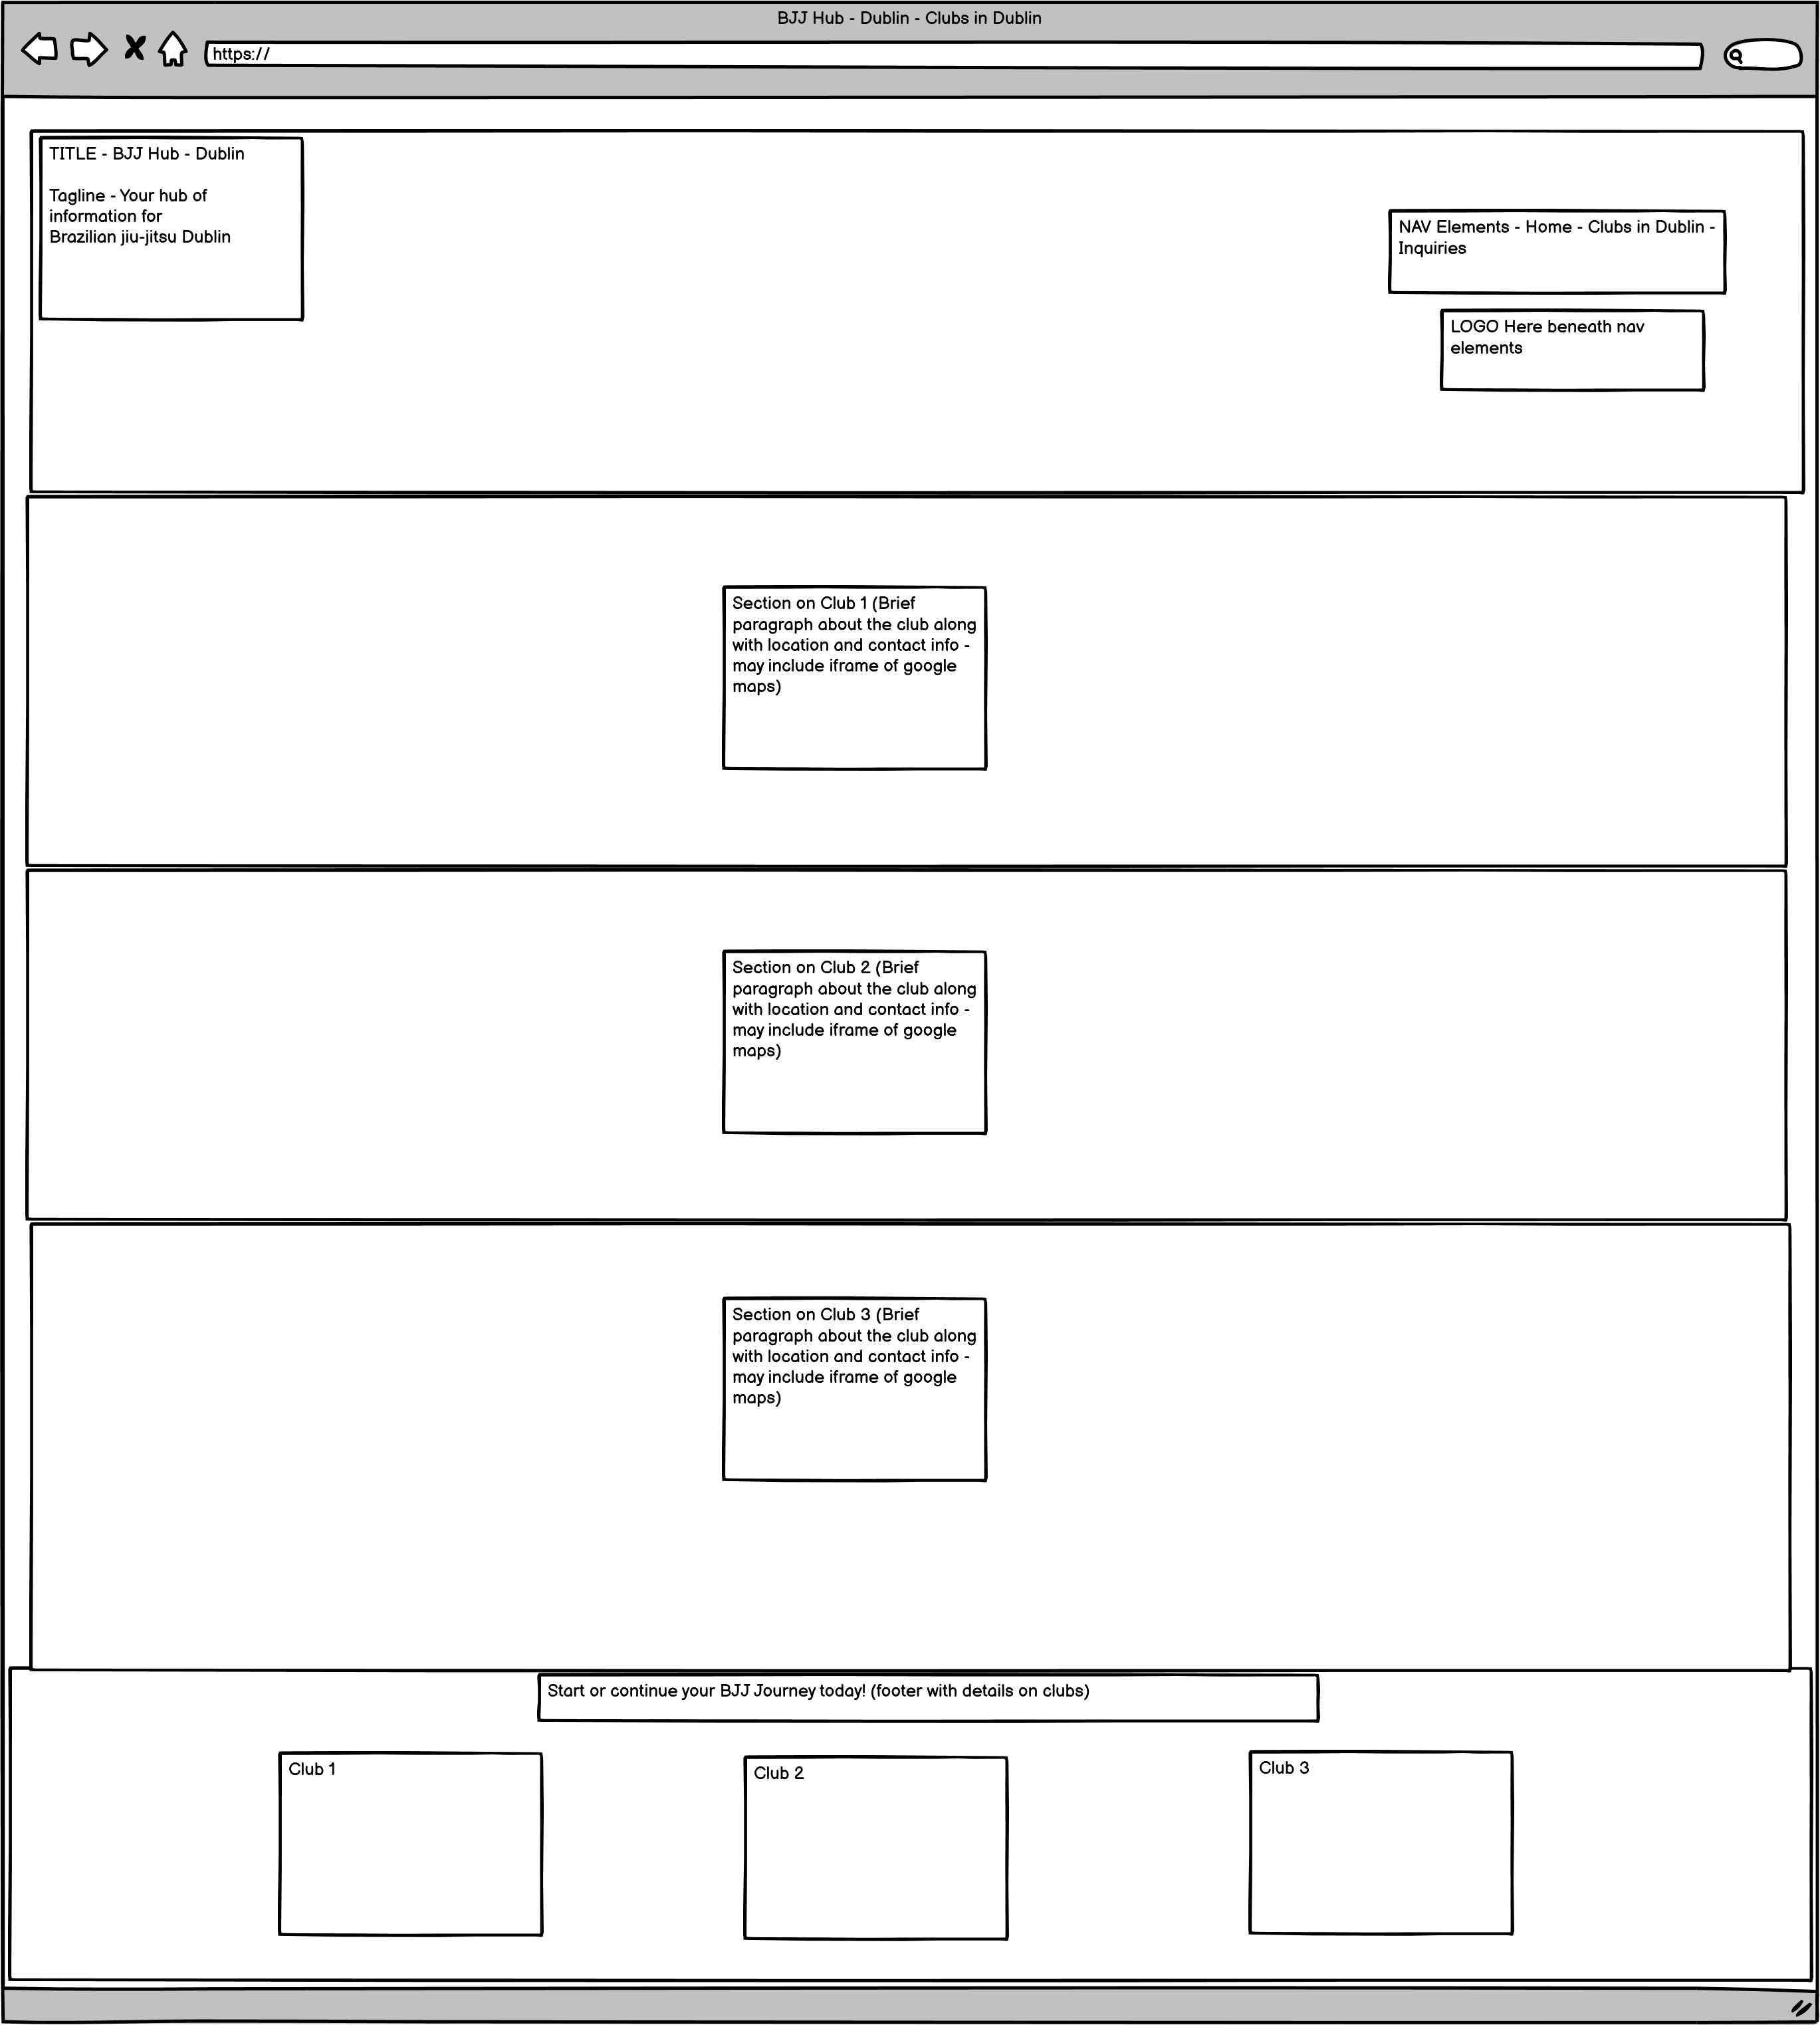 BJJ Hub - Dublin - Clubs in Dublin
https://
TITLE - BJJ Hub - Dublin
Tagline - Your hub of
information for
Brazilian jiu-jitsu Dublin
NAV Elements - Home - Clubs in Dublin -
Inquiries
LOGO Here beneath nav
elements
Section on Club 1 (Brief
paragraph about the club along
with location and contact info -
may include iframe of google
maps)
Section on Club 2 (Brief
paragraph about the club along
with location and contact info -
may include iframe of google
maps)
Section on Club 3 (Brief
paragraph about the club along
with location and contact info -
may include iframe of google
maps)
Start or continue your BJJ Journey today! (footer with details on clubs)
Club 1
Club 2
Club 3